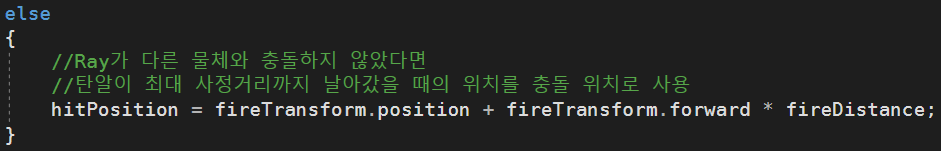 else
{
//Ray가 다른 물체와 충돌하지 않았다면
//탄알이 최대 사정거리까지 날아갔을 때의 위치를 충돌 위치로 사용
hitPosition = fireTransform.position + fireTransform.forward * fireDistance;
}